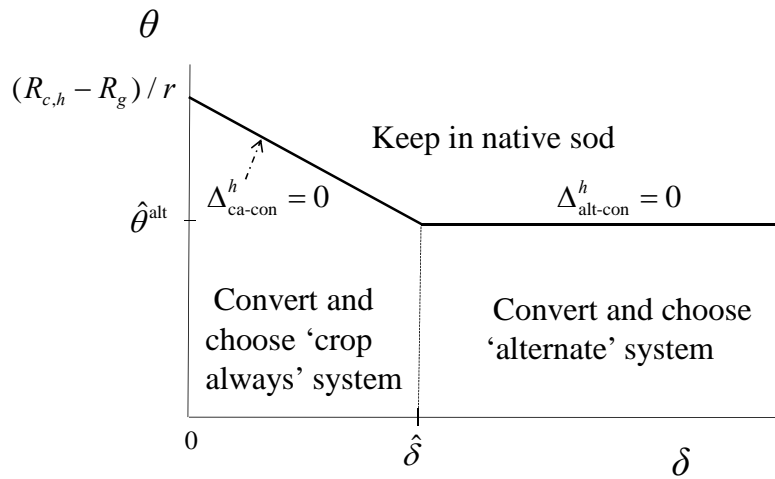 θ
(R_{c,h} − R_g) / r
Keep in native sod
Δ^h_{ca-con} = 0
Δ^h_{alt-con} = 0
θ̂^{alt}
Convert and
choose ‘crop
always’ system
Convert and choose
‘alternate’ system
0
δ̂
δ